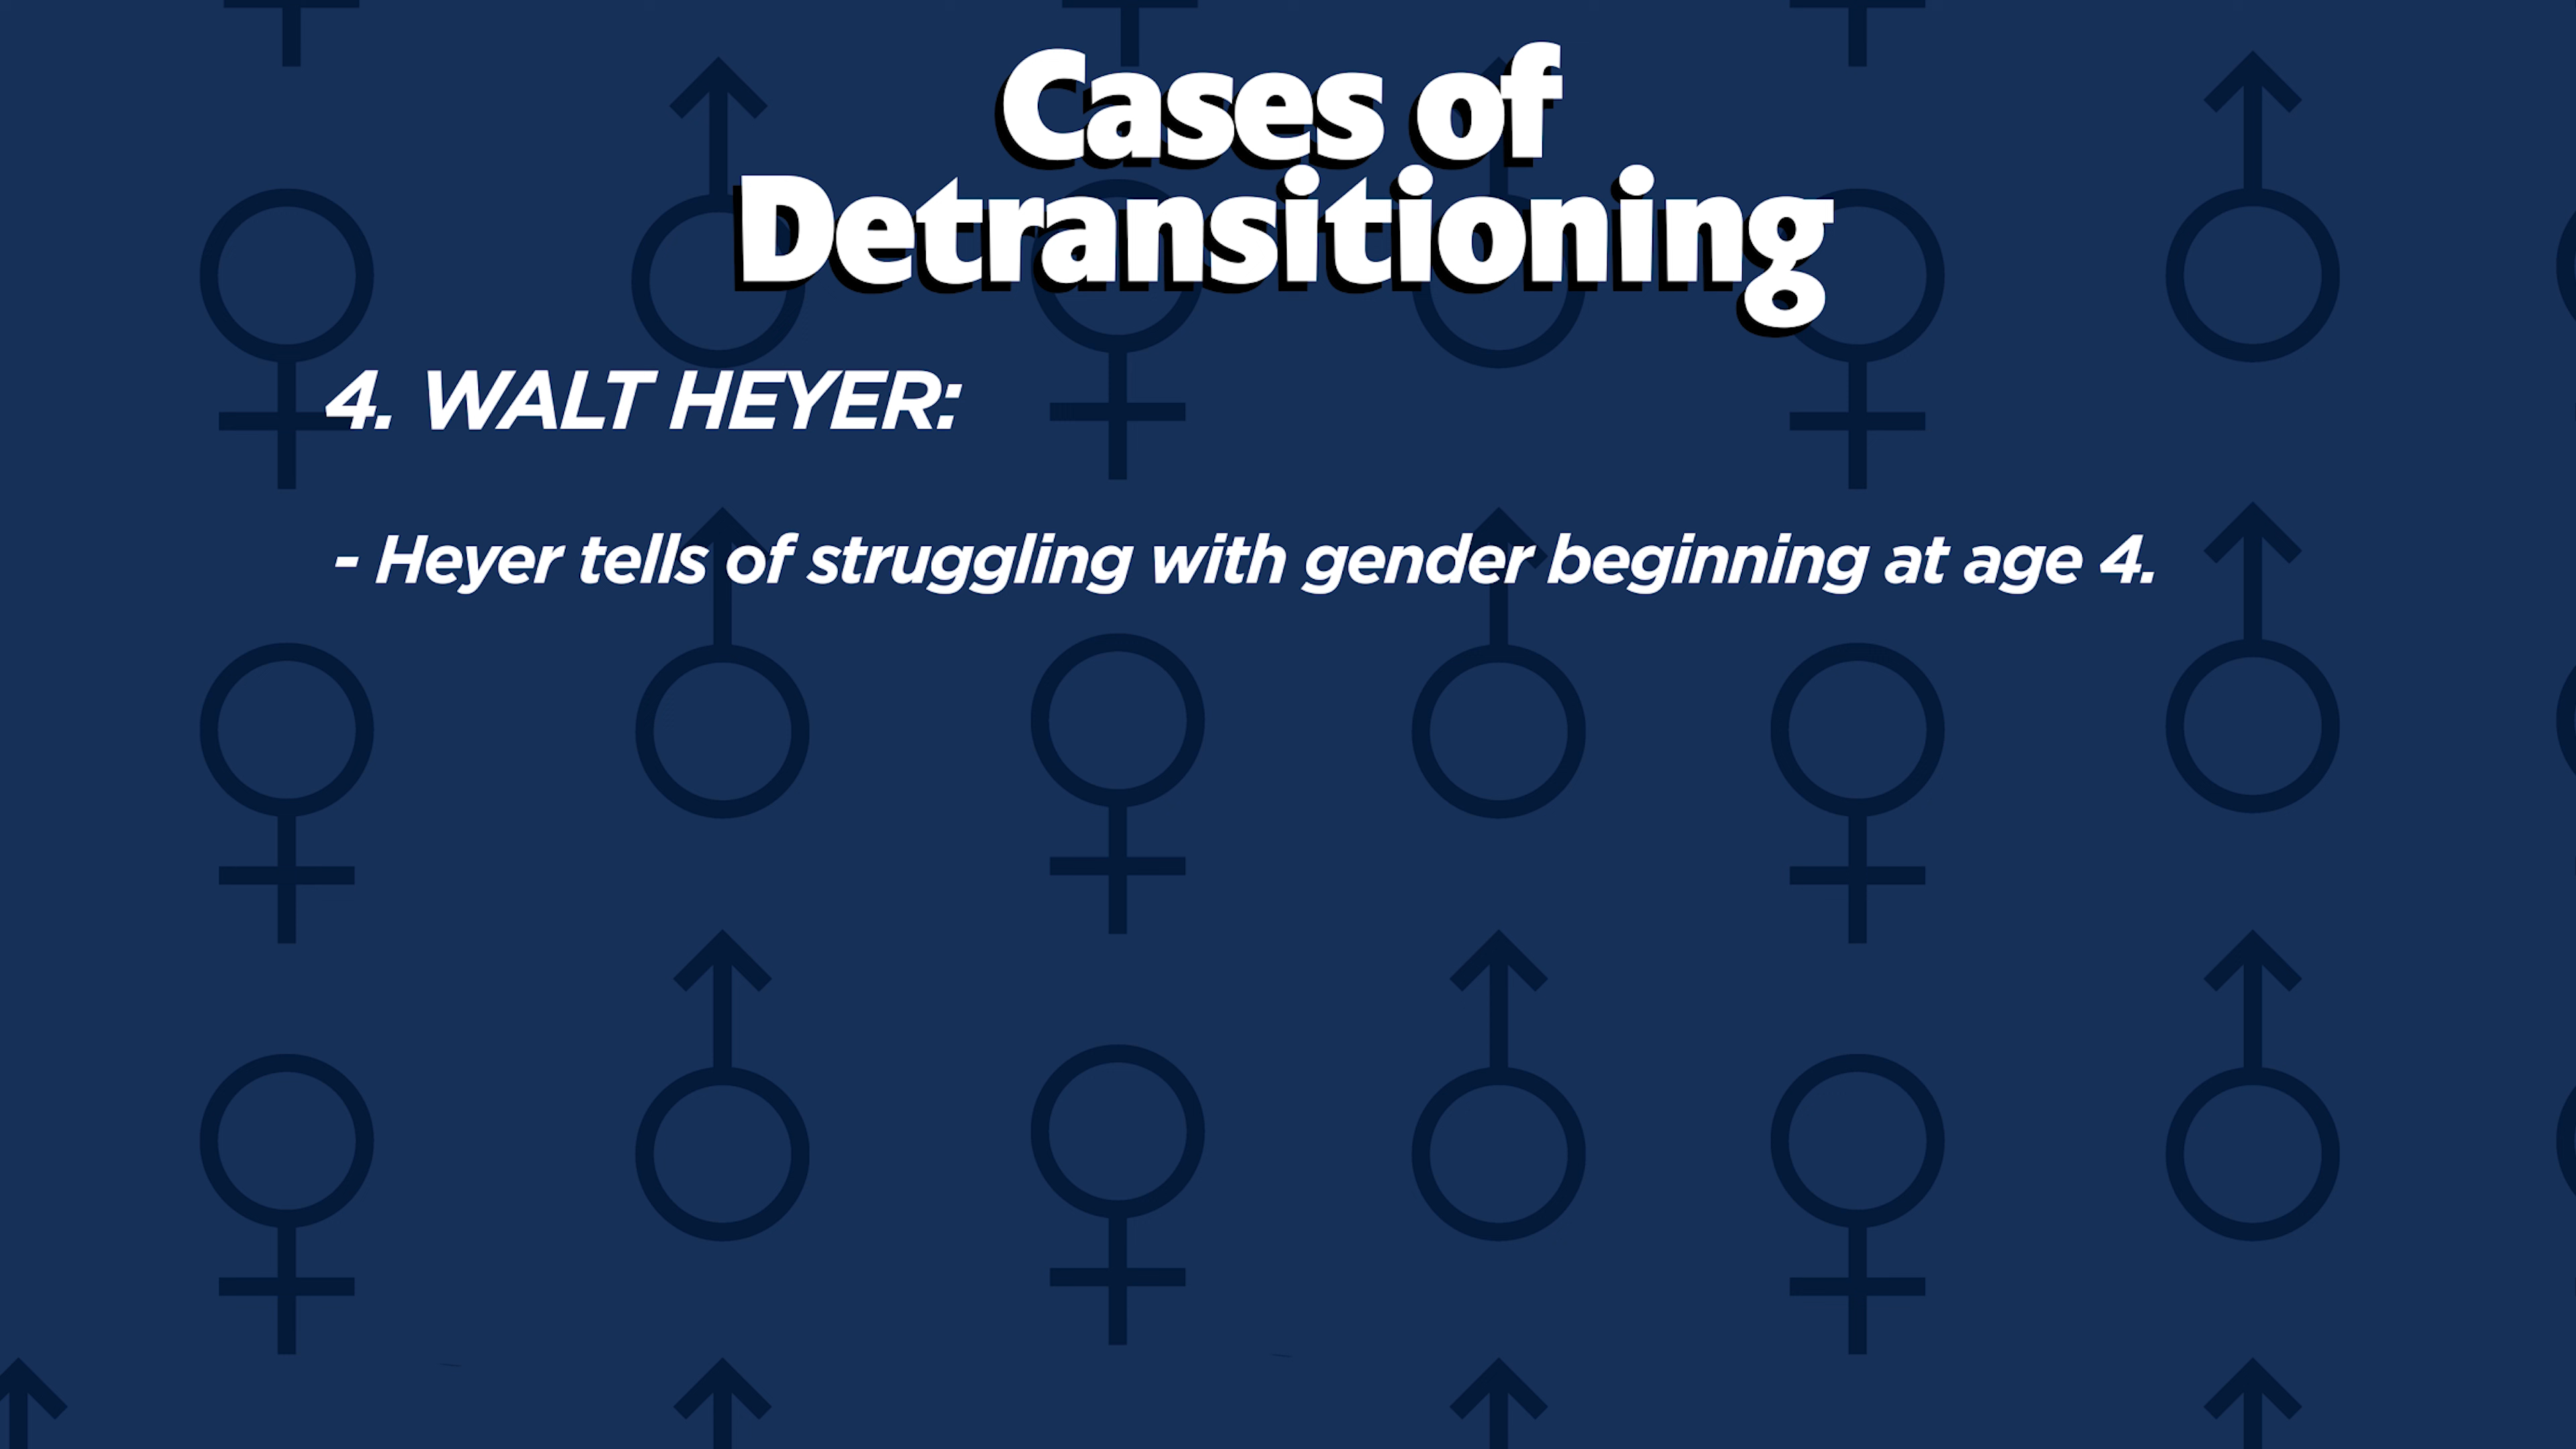 Cases of
Detransitioning
4. WALT HEYER:
- Heyer tells of struggling with gender beginning at age 4.